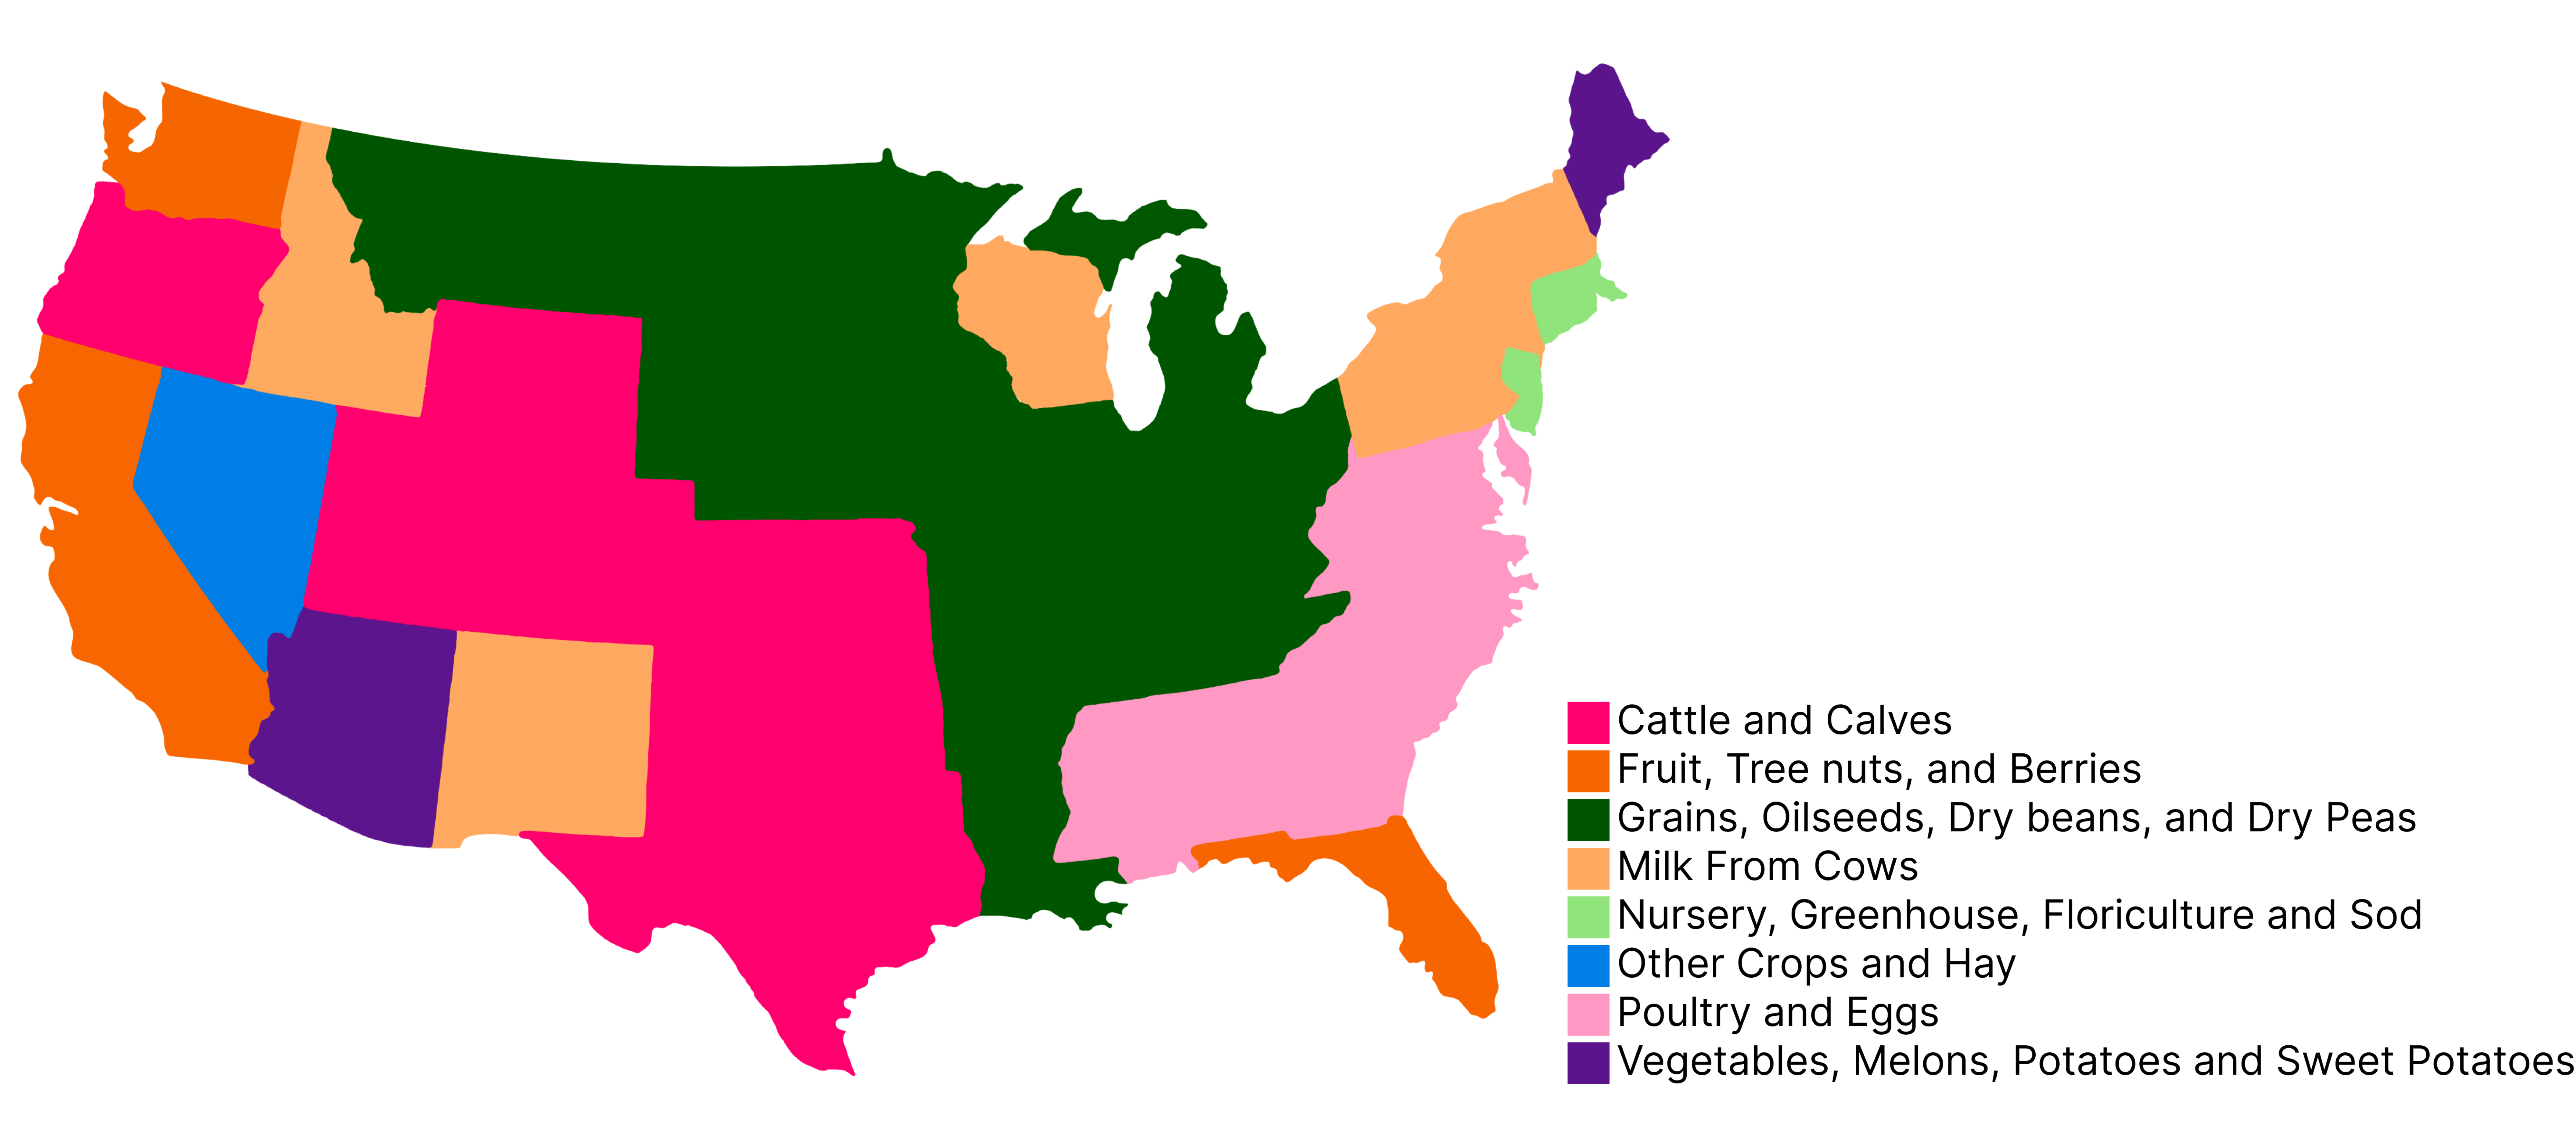 Cattle and Calves
Fruit, Tree nuts, and Berries
Grains, Oilseeds, Dry beans, and Dry Peas
Milk From Cows
Nursery, Greenhouse, Floriculture and Sod
Other Crops and Hay
Poultry and Eggs
Vegetables, Melons, Potatoes and Sweet Potatoes